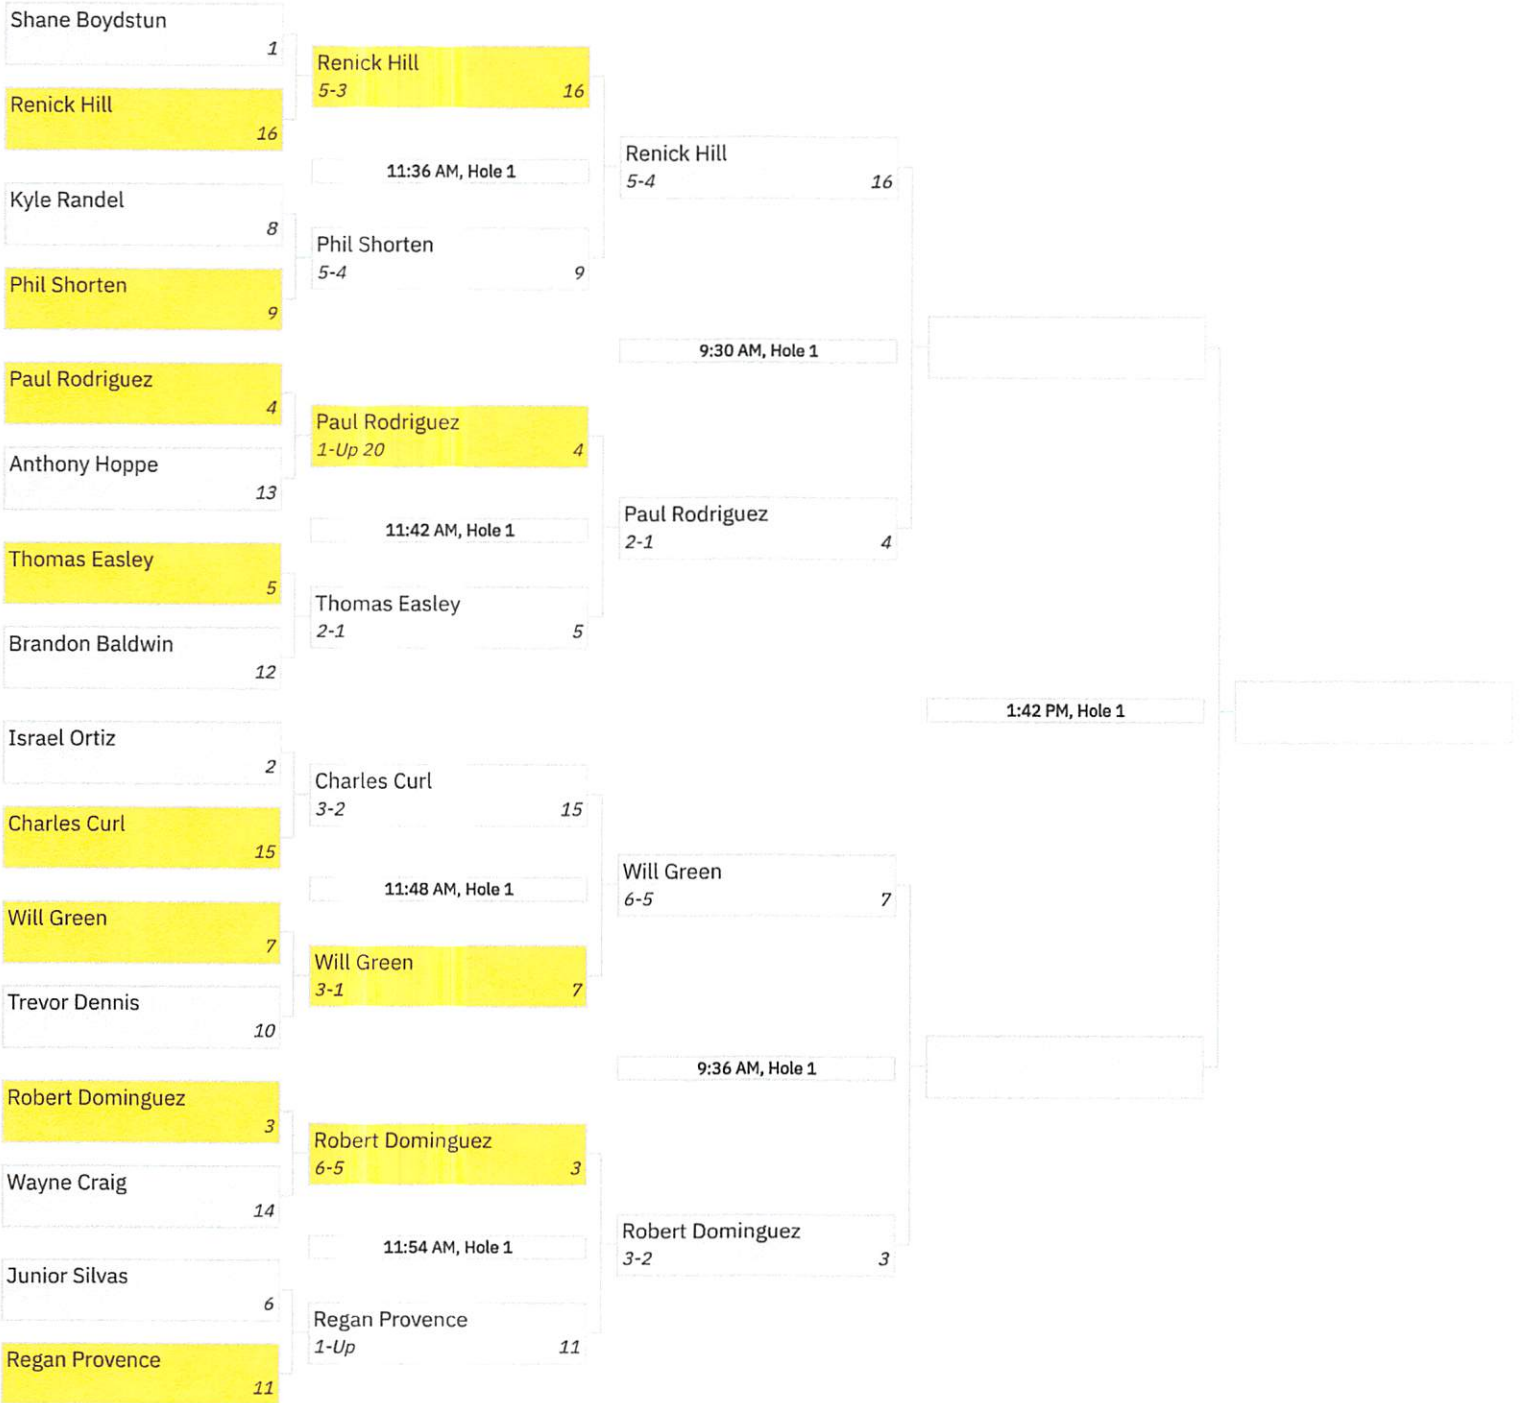 Shane Boydstun
1
Renick Hill
16
Kyle Randel
8
Phil Shorten
9
Paul Rodriguez
4
Anthony Hoppe
13
Thomas Easley
5
Brandon Baldwin
12
Israel Ortiz
2
Charles Curl
15
Will Green
7
Trevor Dennis
10
Robert Dominguez
3
Wayne Craig
14
Junior Silvas
6
Regan Provence
11
Renick Hill
5-3 16
11:36 AM, Hole 1
Phil Shorten
5-4 9
Paul Rodriguez
1-Up 20 4
11:42 AM, Hole 1
Thomas Easley
2-1 5
Charles Curl
3-2 15
11:48 AM, Hole 1
Will Green
3-1 7
Robert Dominguez
6-5 3
11:54 AM, Hole 1
Regan Provence
1-Up 11
Renick Hill
5-4 16
9:30 AM, Hole 1
Paul Rodriguez
2-1 4
Will Green
6-5 7
9:36 AM, Hole 1
Robert Dominguez
3-2 3
1:42 PM, Hole 1